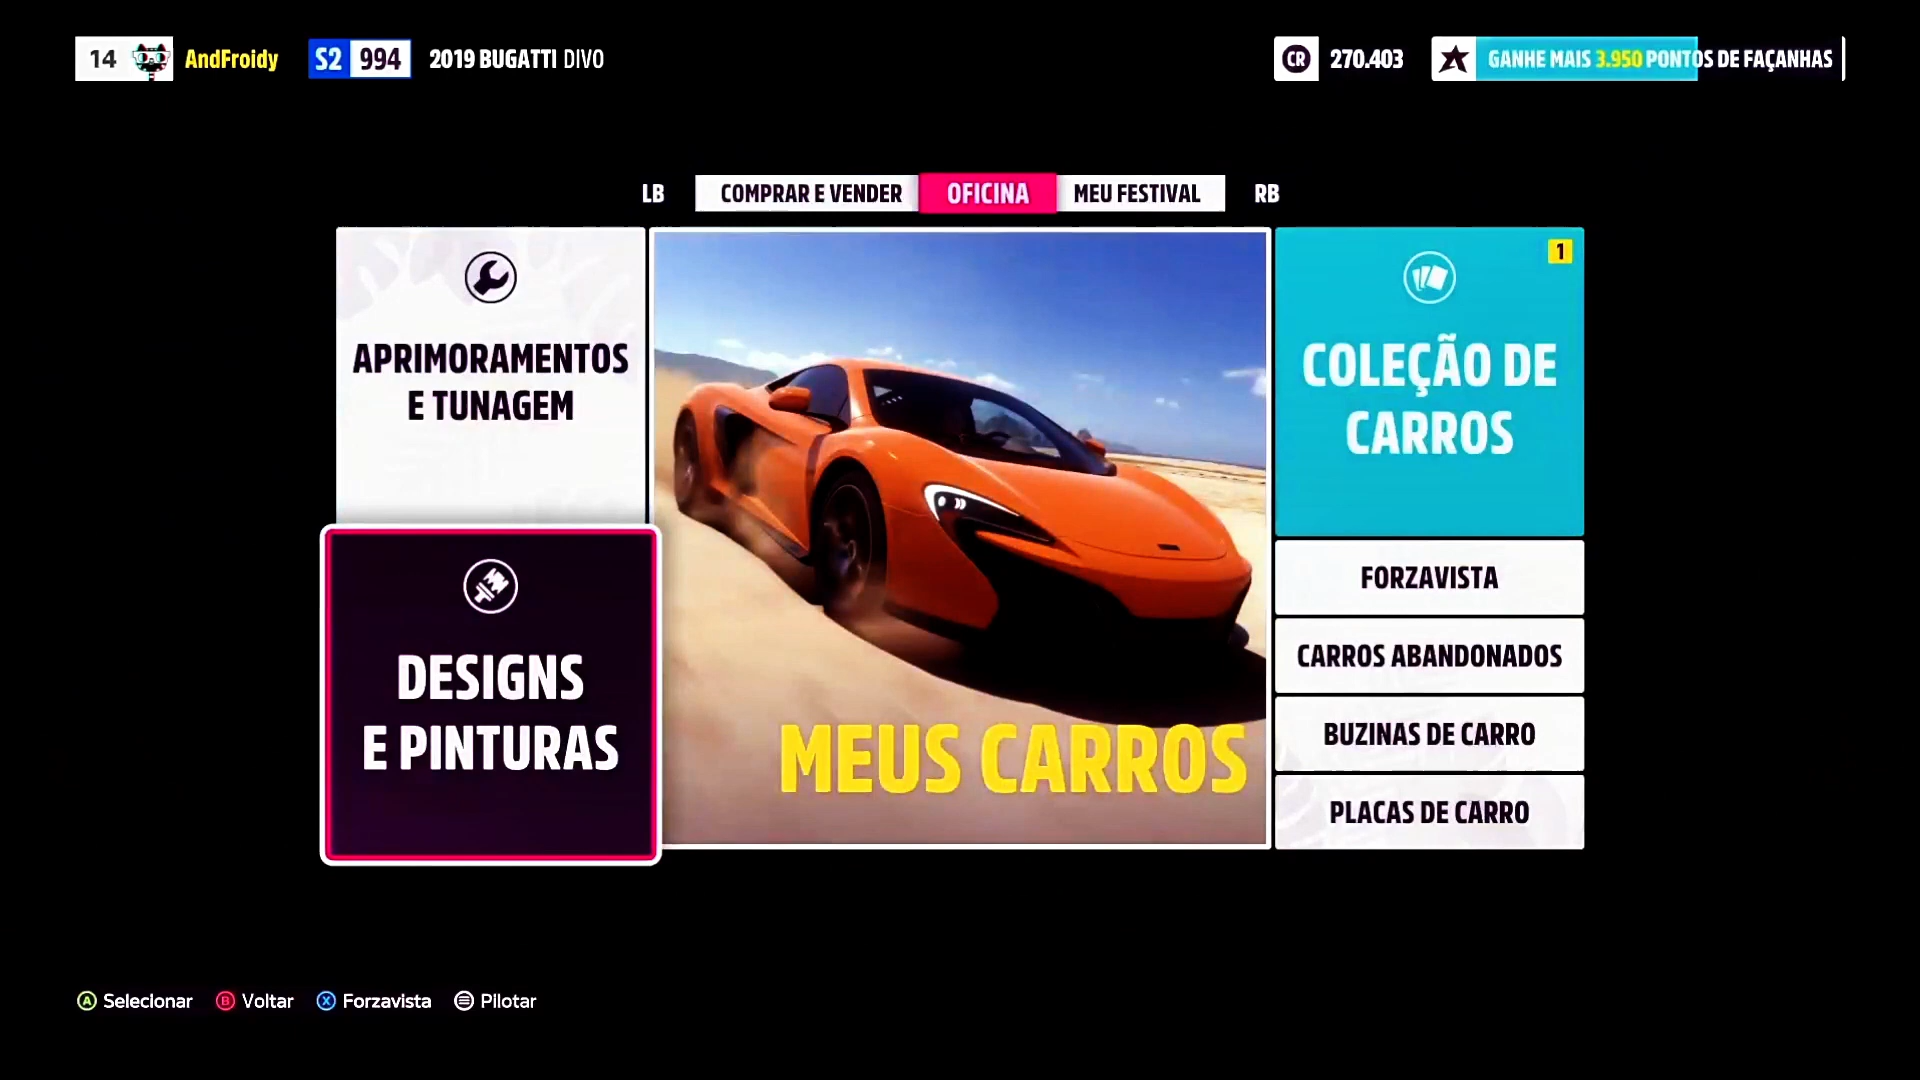 14 AndFroidy S2 994 2019 BUGATTI DIVO CR 270.403 GANHE MAIS 3.950 PONTOS DE FAÇANHAS
LB COMPRAR E VENDER OFICINA MEU FESTIVAL RB
APRIMORAMENTOS
E TUNAGEM
DESIGNS
E PINTURAS
MEUS CARROS
1
COLEÇÃO DE
CARROS
FORZAVISTA
CARROS ABANDONADOS
BUZINAS DE CARRO
PLACAS DE CARRO
A Selecionar B Voltar X Forzavista Pilotar